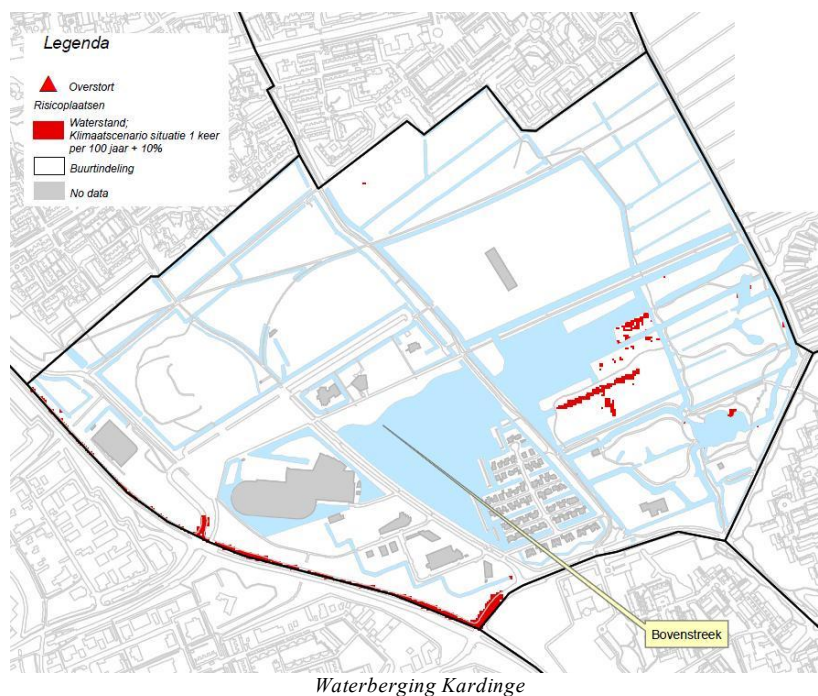 Legenda
Overstort
Risicoplaatsen
Waterstand;
Klimaatscenario situatie 1 keer
per 100 jaar + 10%
Buurtindeling
No data
Bovenstreek
Waterberging Kardinge